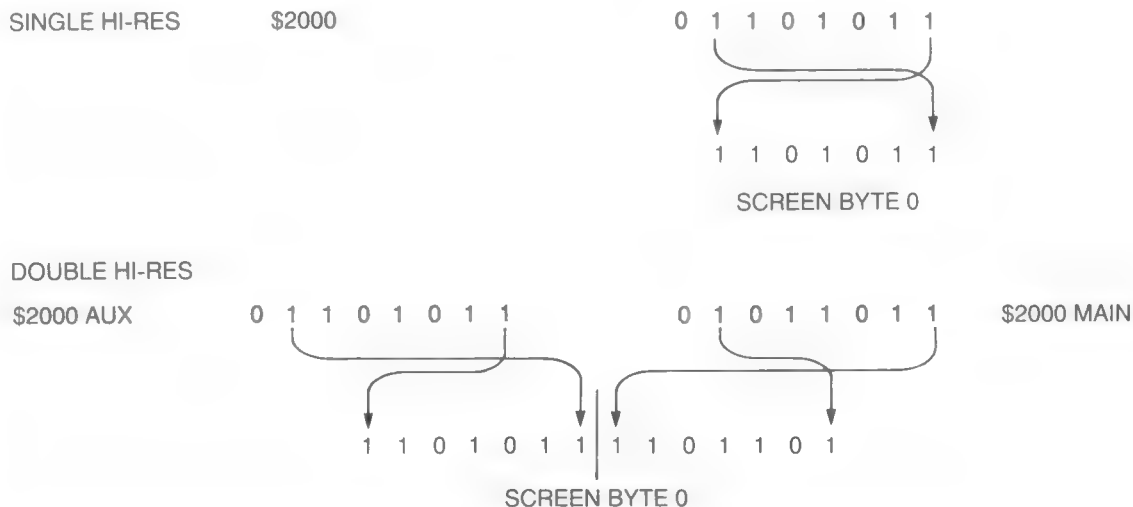 SINGLE HI-RES $2000 0 1 1 0 1 0 1 1
1 1 0 1 0 1 1
SCREEN BYTE 0
DOUBLE HI-RES
$2000 AUX 0 1 1 0 1 0 1 1 0 1 0 1 1 0 1 1 $2000 MAIN
1 1 0 1 0 1 1 1 1 0 1 1 0 1
SCREEN BYTE 0